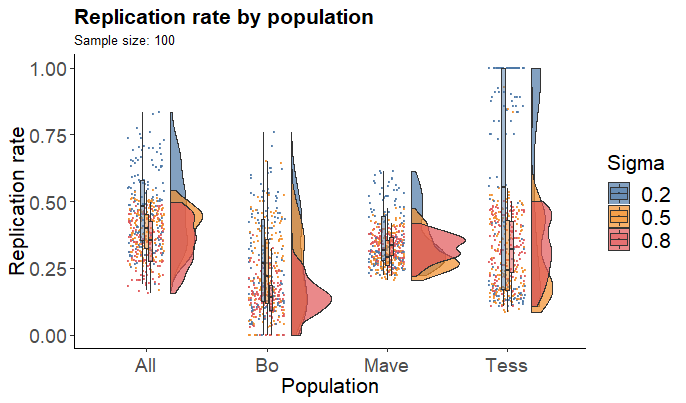 Replication rate by population
Sample size: 100
Replication rate
1.00
0.75
0.50
0.25
0.00
All Bo Mave Tess
Population
Sigma
0.2
0.5
0.8